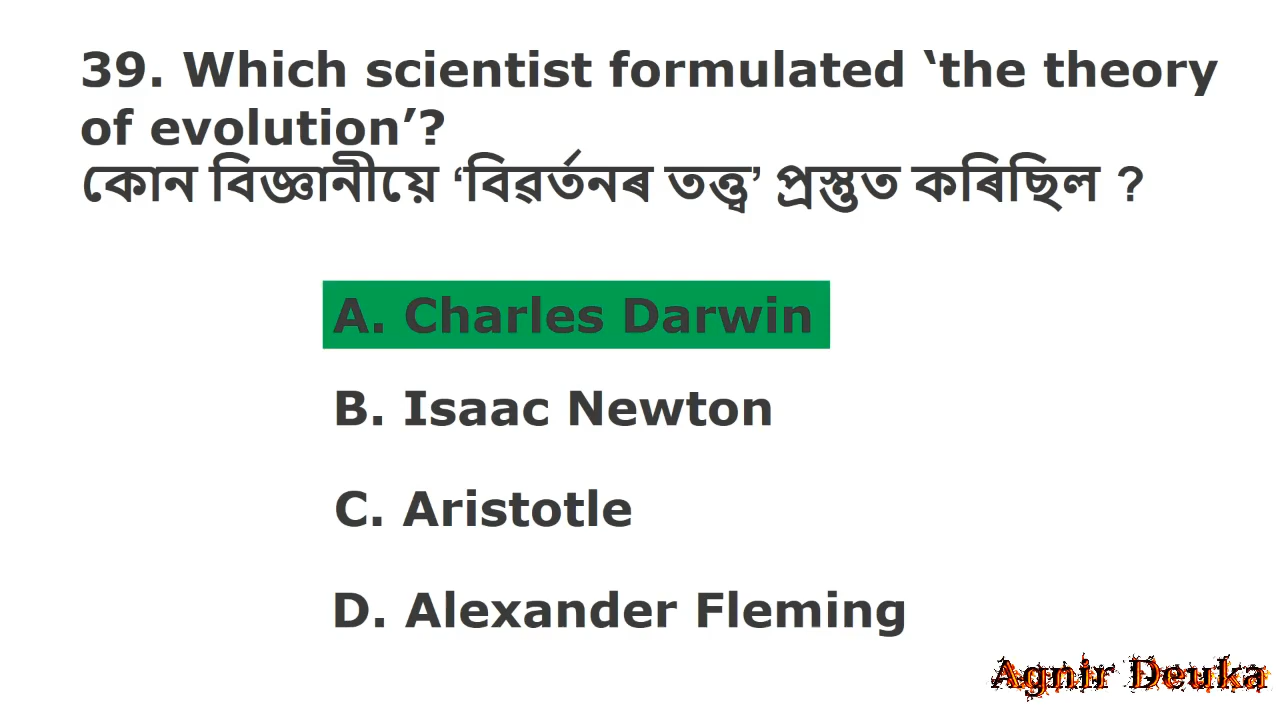 39. Which scientist formulated ‘the theory
of evolution’?
কোন বিজ্ঞানীয়ে ‘বিৱৰ্তনৰ তত্ত্ব’ প্ৰস্তুত কৰিছিল ?
A. Charles Darwin
B. Isaac Newton
C. Aristotle
D. Alexander Fleming
Agnir Deuka